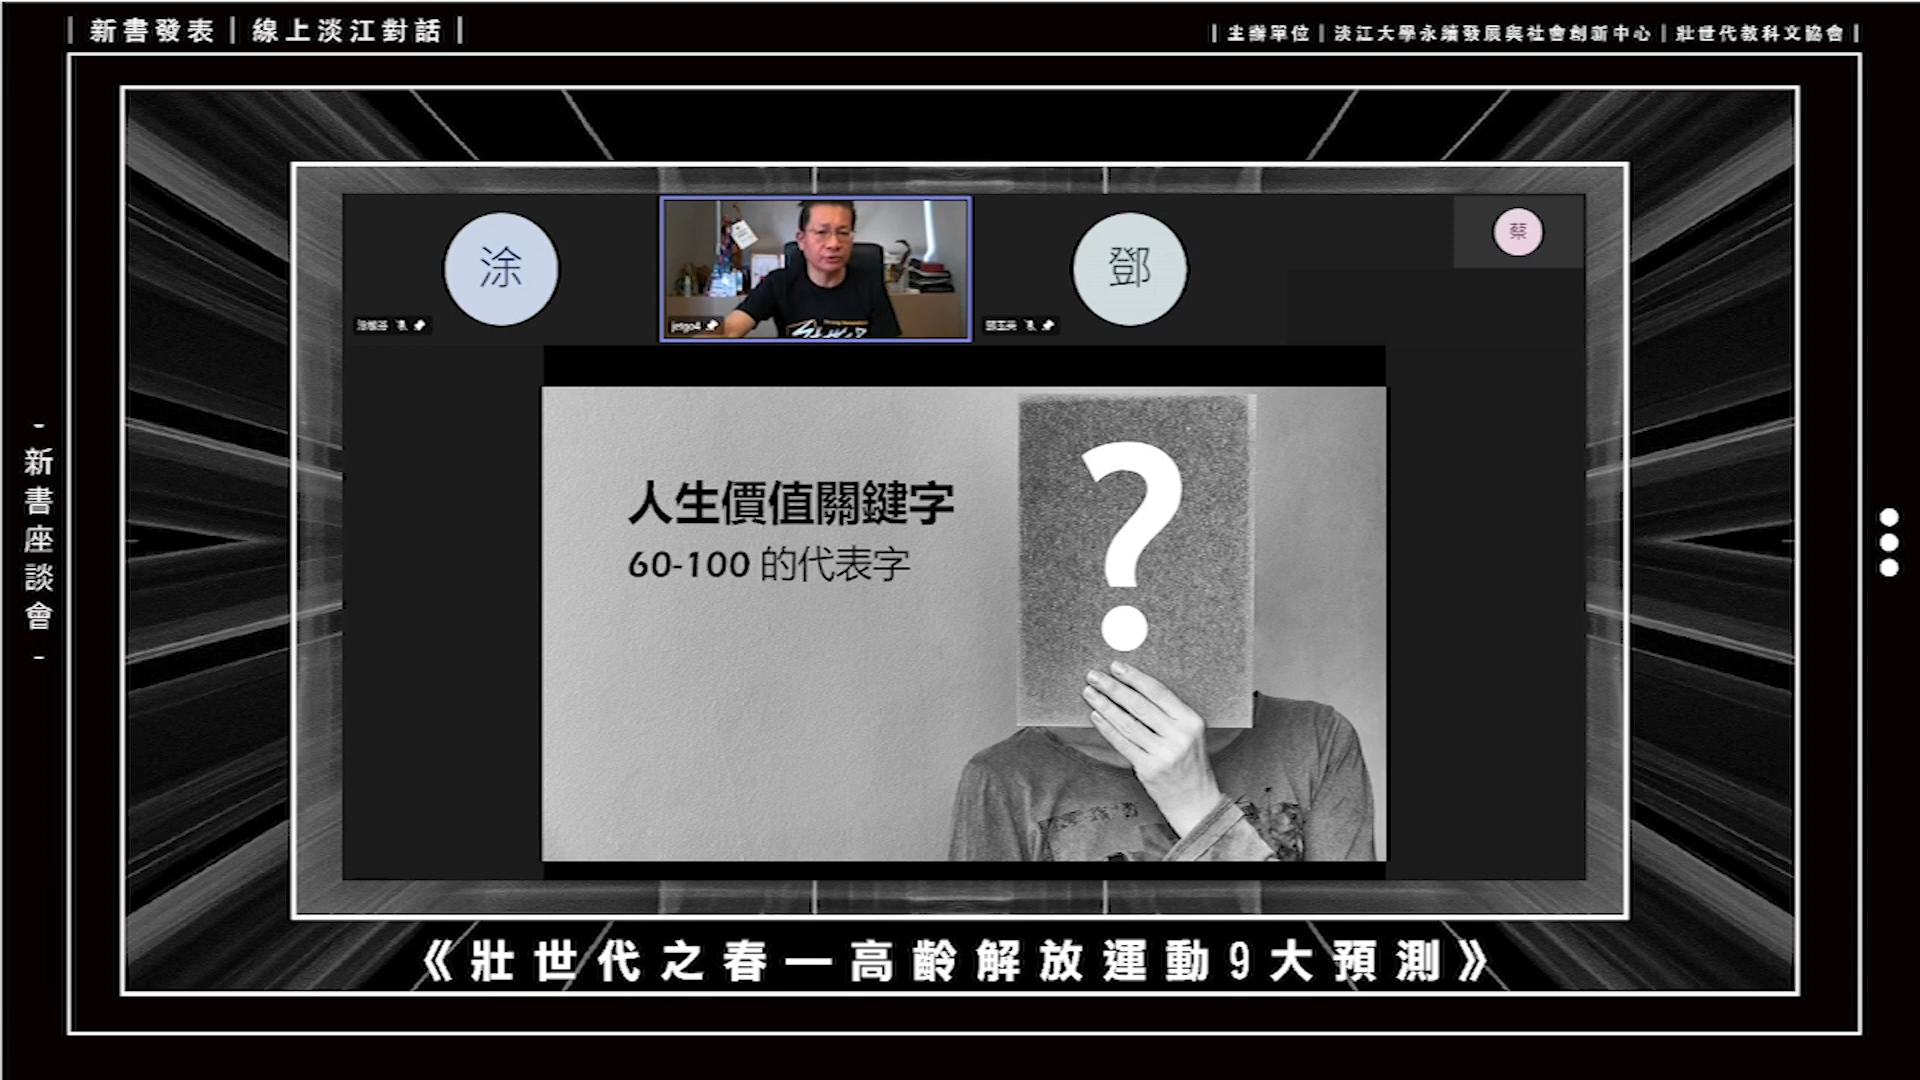 ｜新書發表｜線上淡江對話｜
｜主辦單位｜淡江大學永續發展與社會創新中心｜壯世代教科文協會｜
涂
鄧
蔡
jetgo4
人生價值關鍵字
60-100 的代表字
?
- 新書座談會 -
《壯世代之春—高齡解放運動9大預測》